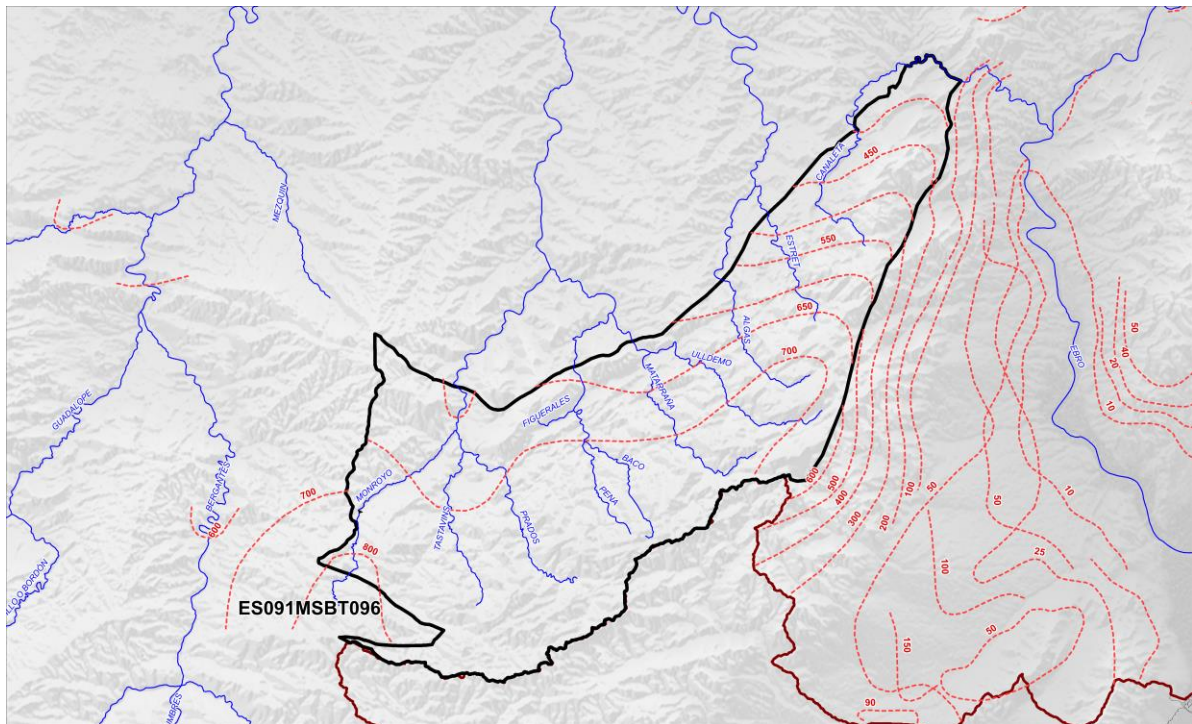 MEZQUIN
CANALETA
450
ESTRET
550
650
ALGAS
700
ULLDEMO
MATARRAÑA
FIGUERALES
BACO
PENA
PRADOS
TASTAVINS
MONROYO
GUADALOPE
BERGANTES
600
700
800
ES091MSBT096
EBRO
50
40
20
10
600
500
400
300
200
100
50
50
10
25
100
50
150
90